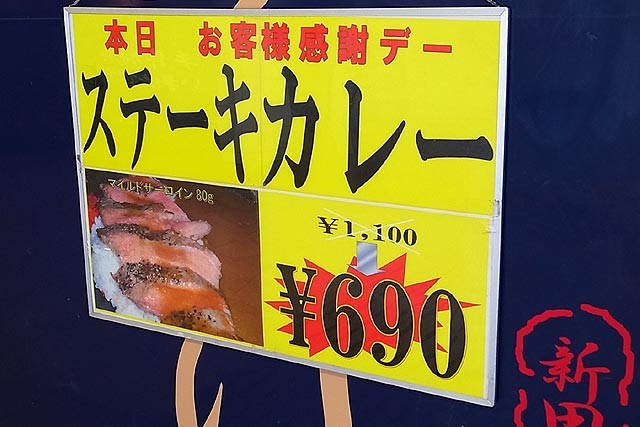 本日　お客様感謝デー
ステーキカレー
マイルドサーロイン 80g
¥1,100
¥690
新